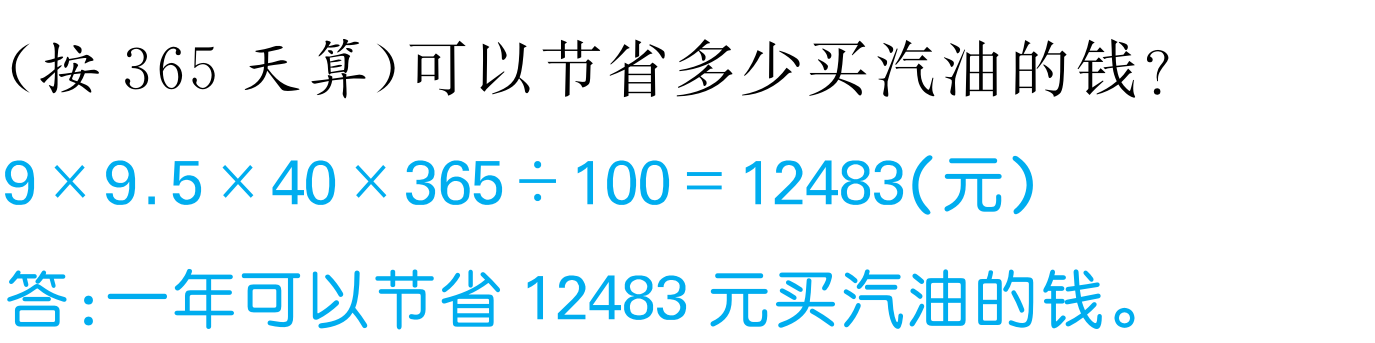 (按 365 天算)可以节省多少买汽油的钱?
9×9.5×40×365÷100=12483(元)
答:一年可以节省 12483 元买汽油的钱。